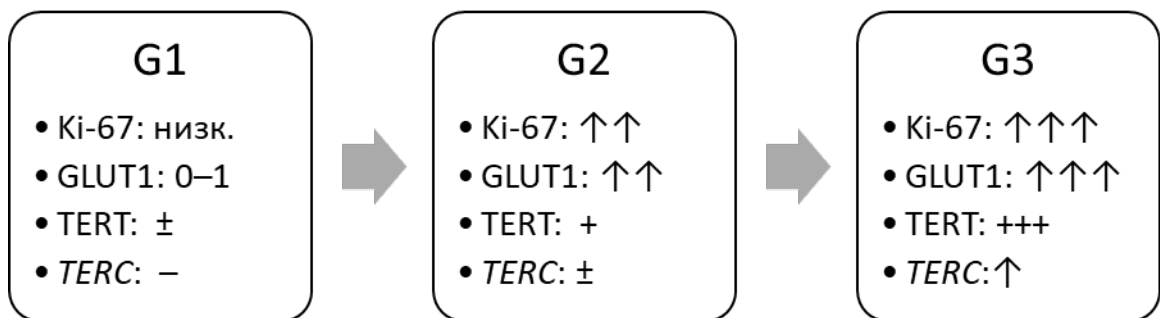 G1
• Ki-67: низк.
• GLUT1: 0–1
• TERT: ±
• TERC: –
G2
• Ki-67: ↑↑
• GLUT1: ↑↑
• TERT: +
• TERC: ±
G3
• Ki-67: ↑↑↑
• GLUT1: ↑↑↑
• TERT: +++
• TERC:↑